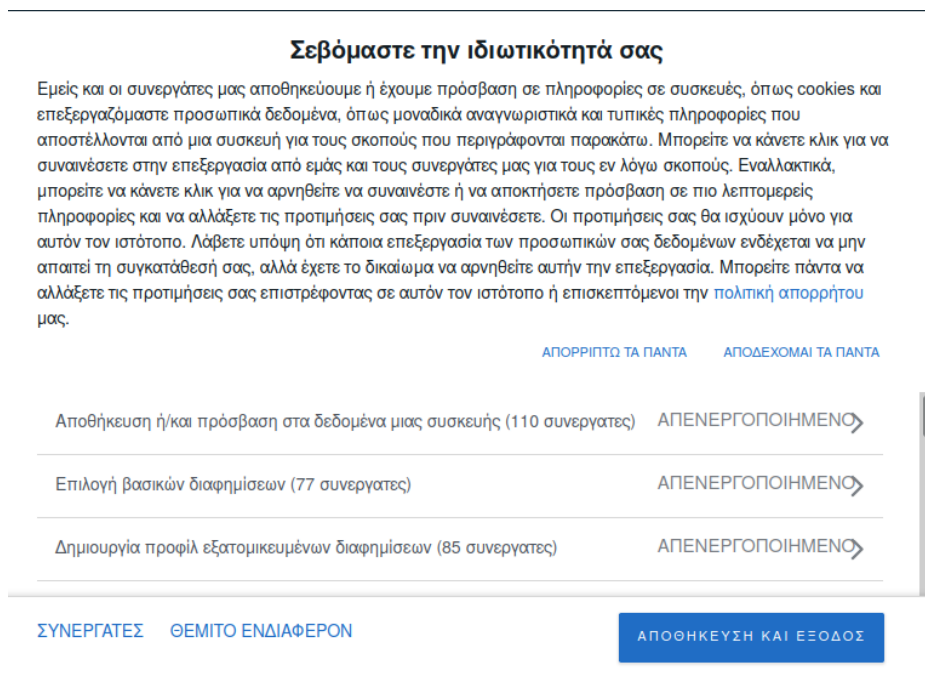 Σεβόμαστε την ιδιωτικότητά σας
Εμείς και οι συνεργάτες μας αποθηκεύουμε ή έχουμε πρόσβαση σε πληροφορίες σε συσκευές, όπως cookies και
επεξεργαζόμαστε προσωπικά δεδομένα, όπως μοναδικά αναγνωριστικά και τυπικές πληροφορίες που
αποστέλλονται από μια συσκευή για τους σκοπούς που περιγράφονται παρακάτω. Μπορείτε να κάνετε κλικ για να
συναινέσετε στην επεξεργασία από εμάς και τους συνεργάτες μας για τους εν λόγω σκοπούς. Εναλλακτικά,
μπορείτε να κάνετε κλικ για να αρνηθείτε να συναινέστε ή να αποκτήσετε πρόσβαση σε πιο λεπτομερείς
πληροφορίες και να αλλάξετε τις προτιμήσεις σας πριν συναινέσετε. Οι προτιμήσεις σας θα ισχύουν μόνο για
αυτόν τον ιστότοπο. Λάβετε υπόψη ότι κάποια επεξεργασία των προσωπικών σας δεδομένων ενδέχεται να μην
απαιτεί τη συγκατάθεσή σας, αλλά έχετε το δικαίωμα να αρνηθείτε αυτήν την επεξεργασία. Μπορείτε πάντα να
αλλάξετε τις προτιμήσεις σας επιστρέφοντας σε αυτόν τον ιστότοπο ή επισκεπτόμενοι την πολιτική απορρήτου
μας.
ΑΠΟΡΡΙΠΤΩ ΤΑ ΠΑΝΤΑ ΑΠΟΔΕΧΟΜΑΙ ΤΑ ΠΑΝΤΑ
Αποθήκευση ή/και πρόσβαση στα δεδομένα μιας συσκευής (110 συνεργατες) ΑΠΕΝΕΡΓΟΠΟΙΗΜΕΝΟ
Επιλογή βασικών διαφημίσεων (77 συνεργατες) ΑΠΕΝΕΡΓΟΠΟΙΗΜΕΝΟ
Δημιουργία προφίλ εξατομικευμένων διαφημίσεων (85 συνεργατες) ΑΠΕΝΕΡΓΟΠΟΙΗΜΕΝΟ
ΣΥΝΕΡΓΑΤΕΣ ΘΕΜΙΤΟ ΕΝΔΙΑΦΕΡΟΝ ΑΠΟΘΗΚΕΥΣΗ ΚΑΙ ΕΞΟΔΟΣ